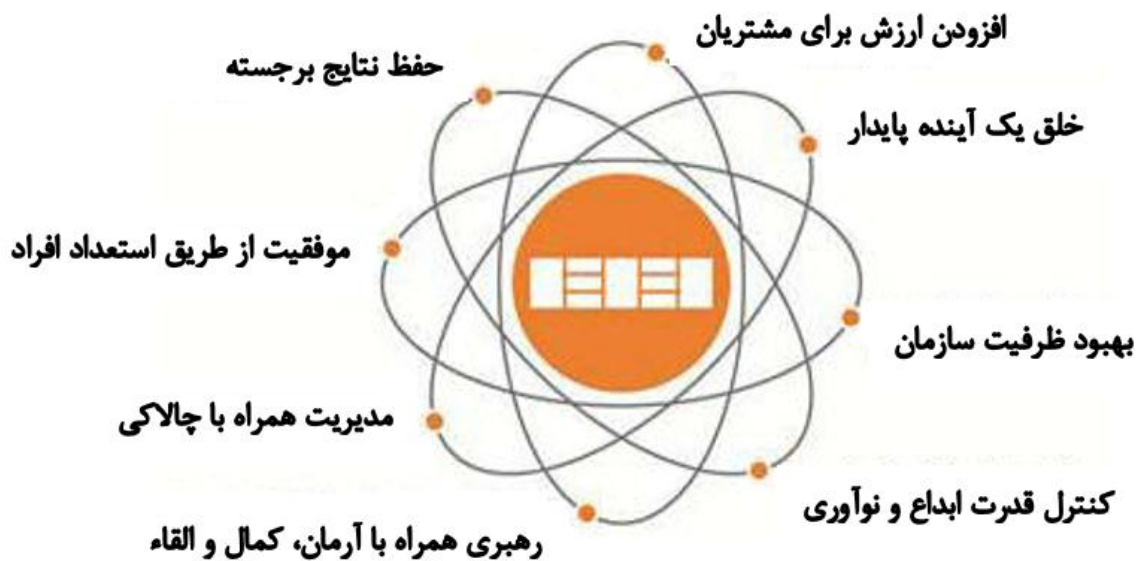 افزودن ارزش برای مشتریان
خلق یک آینده پایدار
بهبود ظرفیت سازمان
کنترل قدرت ابداع و نوآوری
رهبری همراه با آرمان، کمال و القاء
مدیریت همراه با چالاکی
موفقیت از طریق استعداد افراد
حفظ نتایج برجسته